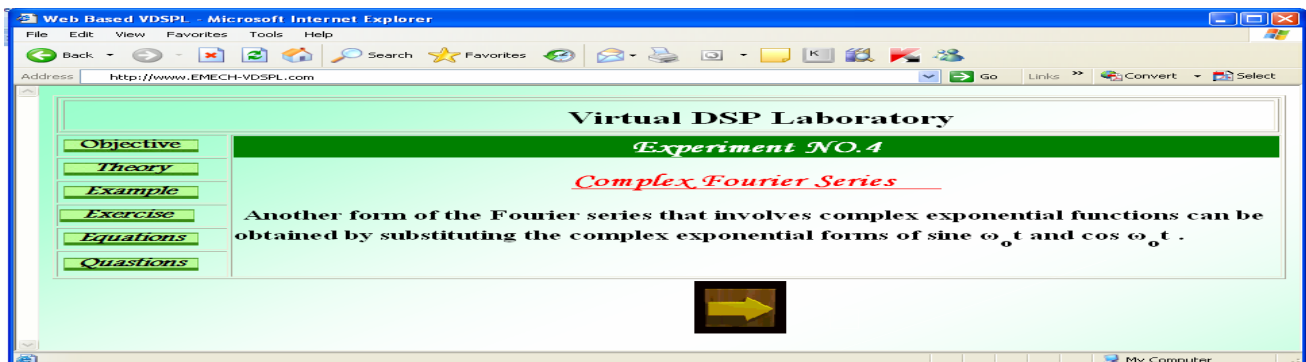 Web Based VDSPL - Microsoft Internet Explorer
File Edit View Favorites Tools Help
Back Search Favorites
Address http://www.EMECH-VDSPL.com Go Links » Convert Select
Virtual DSP Laboratory
Objective
Experiment NO.4
Theory
Complex Fourier Series
Example
Exercise
Another form of the Fourier series that involves complex exponential functions can be
Equations
obtained by substituting the complex exponential forms of sine ωot and cos ωot .
Quastions
My Computer